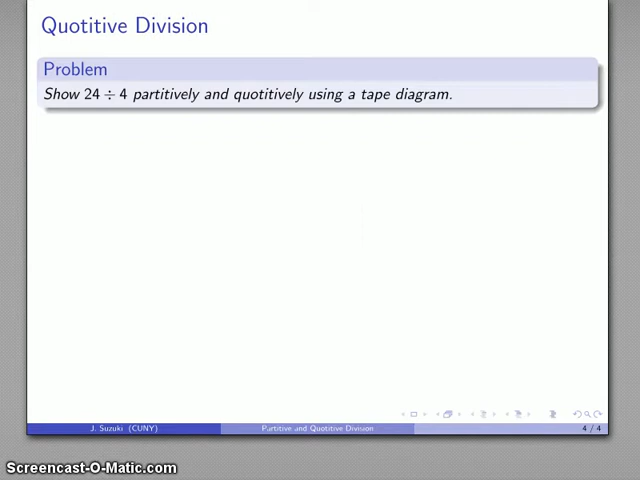 Quotitive Division
Problem
Show 24 ÷ 4 partitively and quotitively using a tape diagram.
J. Suzuki (CUNY)
Partitive and Quotitive Division
4 / 4
Screencast-O-Matic.com